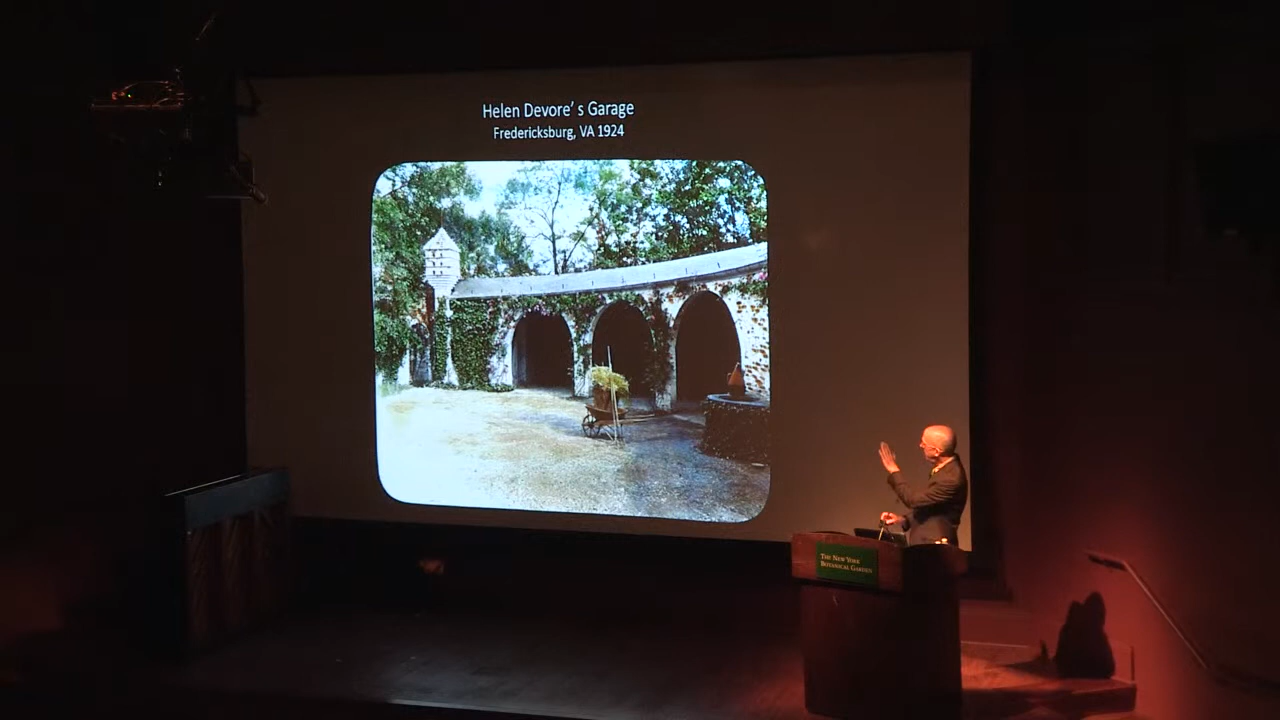 Helen Devore’ s Garage
Fredericksburg, VA 1924
THE NEW YORK
BOTANICAL GARDEN